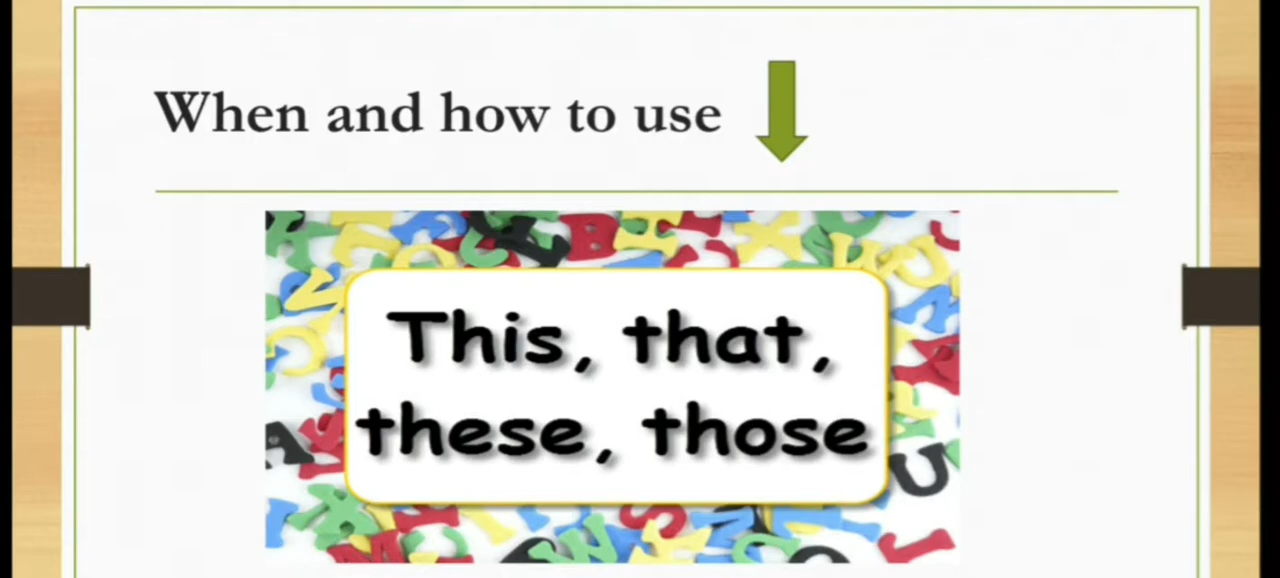 When and how to use
This, that,
these, those